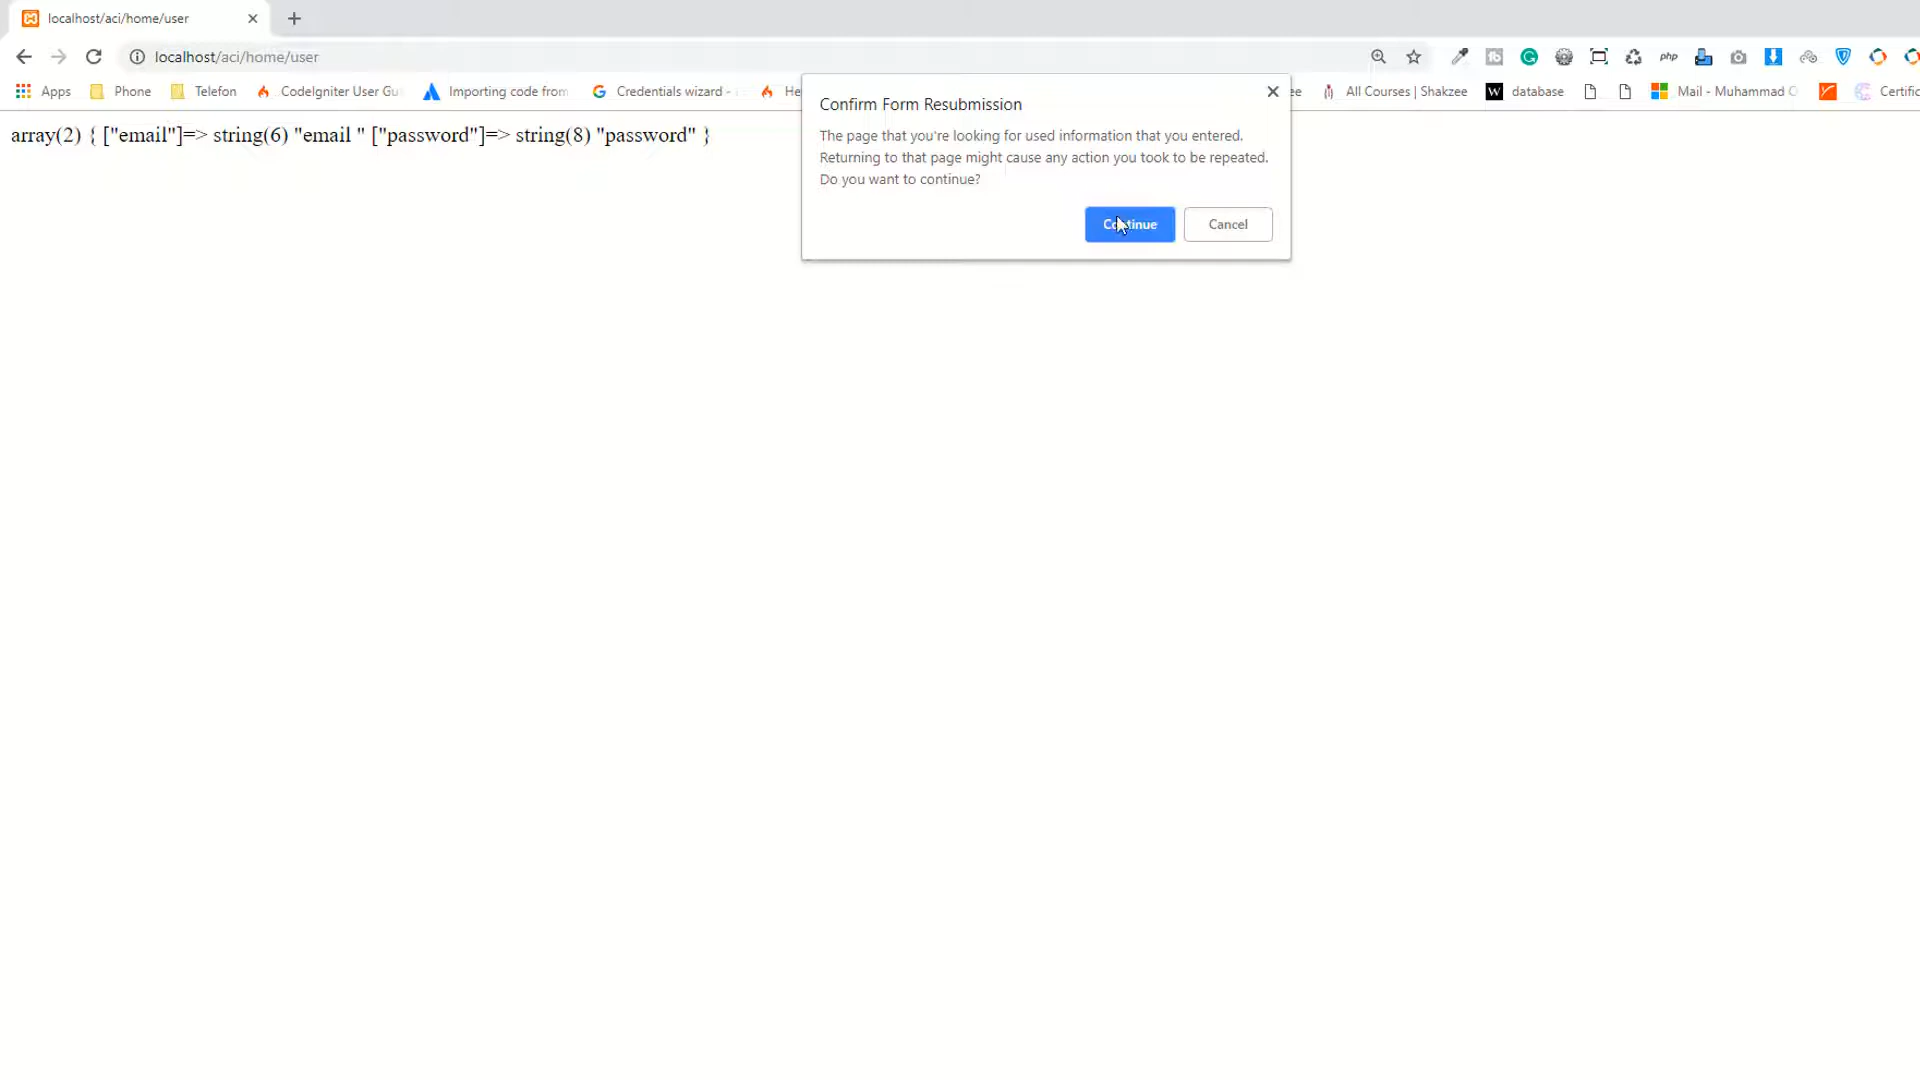 localhost/aci/home/user
localhost/aci/home/user
Apps Phone Telefon CodeIgniter User Gu Importing code from Credentials wizard - He ee All Courses | Shakzee W database Mail - Muhammad Certific
php
array(2) { ["email"]=> string(6) "email " ["password"]=> string(8) "password" }
Confirm Form Resubmission
The page that you're looking for used information that you entered.
Returning to that page might cause any action you took to be repeated.
Do you want to continue?
Continue Cancel